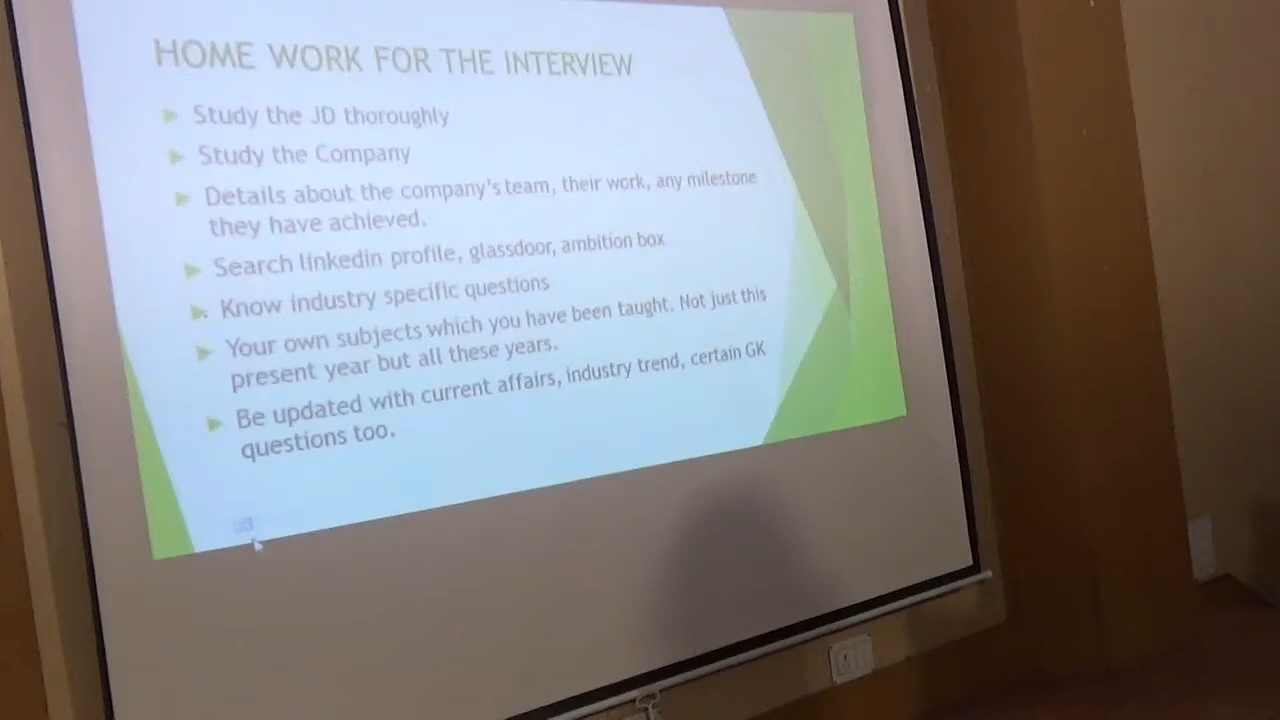 HOME WORK FOR THE INTERVIEW
Study the JD thoroughly
Study the Company
Details about the company's team, their work, any milestone
they have achieved.
Search linkedin profile, glassdoor, ambition box
Know industry specific questions
Your own subjects which you have been taught. Not just this
present year but all these years.
Be updated with current affairs, industry trend, certain GK
questions too.